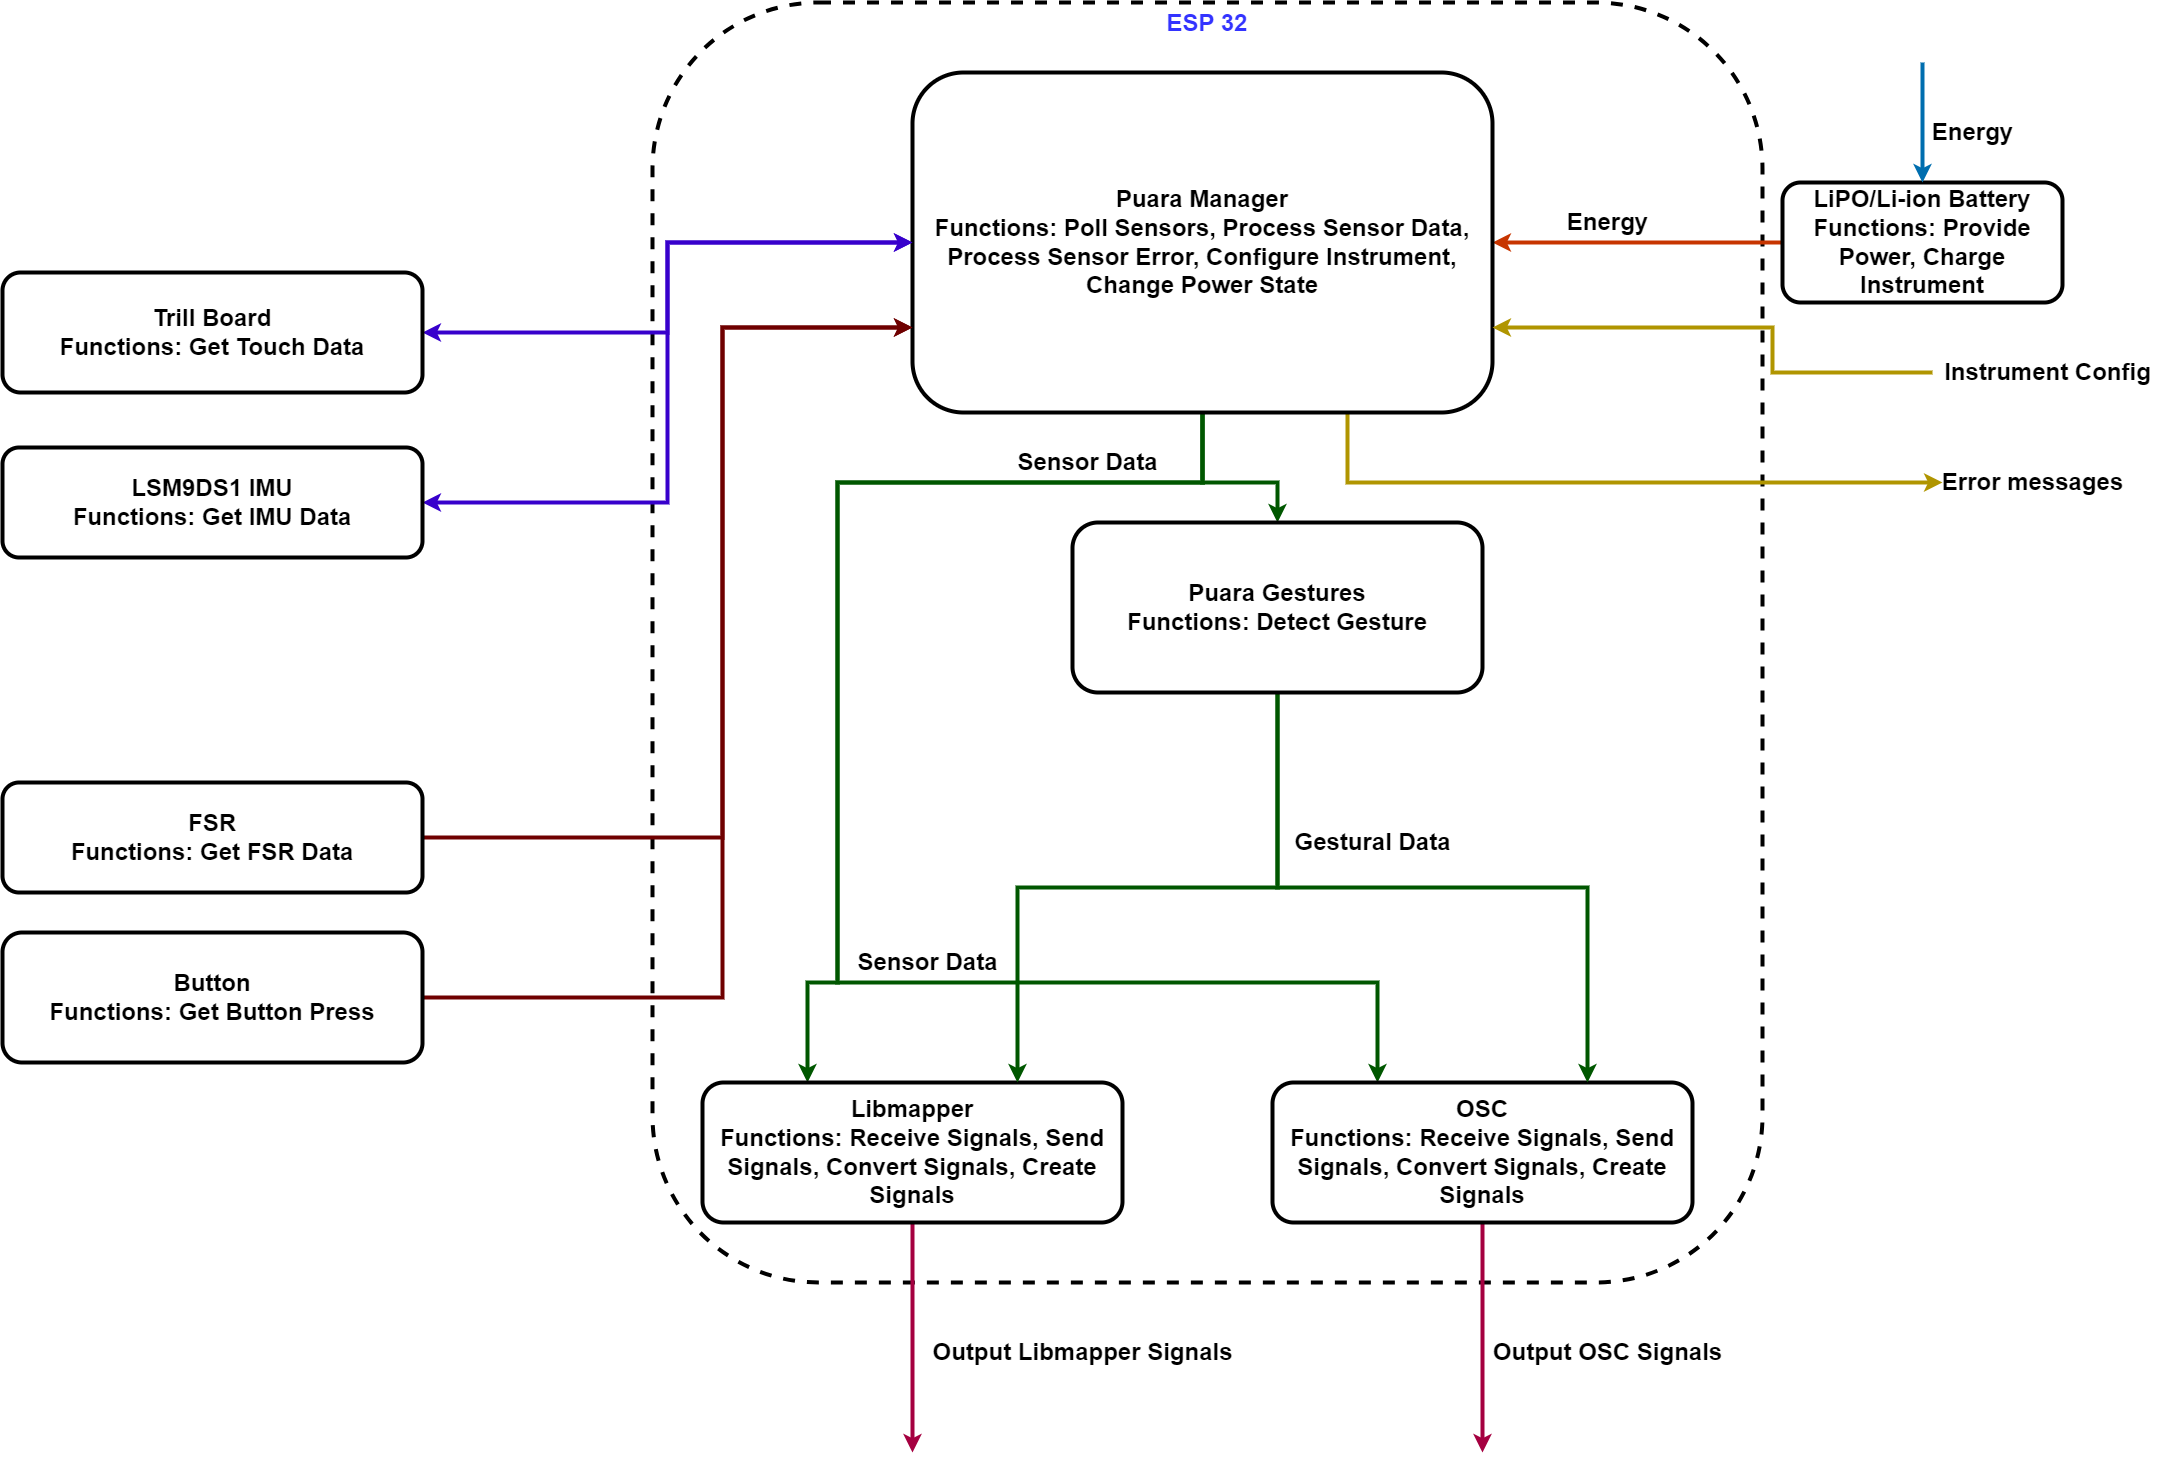 ESP 32
Energy
Puara Manager
Functions: Poll Sensors, Process Sensor Data,
Process Sensor Error, Configure Instrument,
Change Power State
Energy
LiPO/Li-ion Battery
Functions: Provide
Power, Charge
Instrument
Trill Board
Functions: Get Touch Data
Instrument Config
LSM9DS1 IMU
Functions: Get IMU Data
Sensor Data
Error messages
Puara Gestures
Functions: Detect Gesture
FSR
Functions: Get FSR Data
Gestural Data
Button
Functions: Get Button Press
Sensor Data
Libmapper
Functions: Receive Signals, Send
Signals, Convert Signals, Create
Signals
OSC
Functions: Receive Signals, Send
Signals, Convert Signals, Create
Signals
Output Libmapper Signals
Output OSC Signals